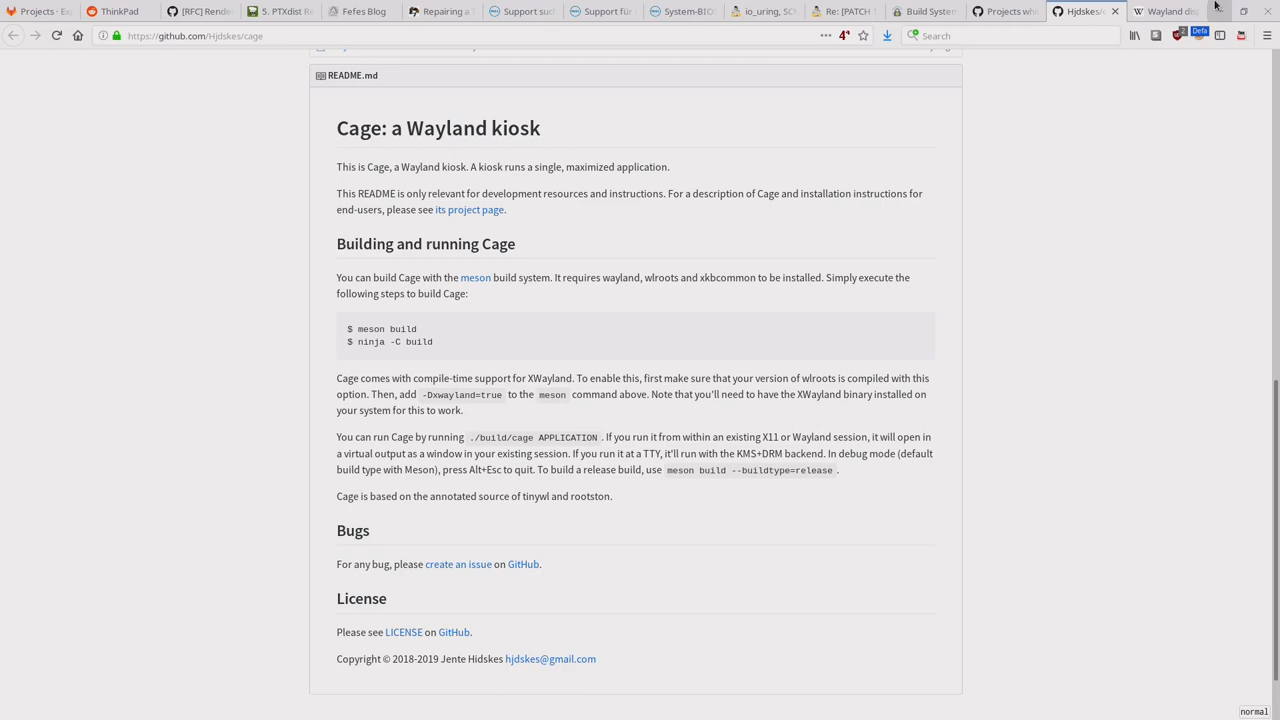 Projects · Exp
ThinkPad
[RFC] Rende
5. PTXdist Re
Fefes Blog
Repairing a T
Support such
Support für
System-BIOS
io_uring, S
Re: [PATCH
Build System
Projects wha
Hjdskes/c
Wayland dis
https://github.com/Hjdskes/cage
Search
2
Defa
README.md
Cage: a Wayland kiosk
This is Cage, a Wayland kiosk. A kiosk runs a single, maximized application.
This README is only relevant for development resources and instructions. For a description of Cage and installation instructions for
end-users, please see its project page.
Building and running Cage
You can build Cage with the meson build system. It requires wayland, wlroots and xkbcommon to be installed. Simply execute the
following steps to build Cage:
$ meson build
$ ninja -C build
Cage comes with compile-time support for XWayland. To enable this, first make sure that your version of wlroots is compiled with this
option. Then, add -Dxwayland=true to the meson command above. Note that you'll need to have the XWayland binary installed on
your system for this to work.
You can run Cage by running ./build/cage APPLICATION. If you run it from within an existing X11 or Wayland session, it will open in
a virtual output as a window in your existing session. If you run it at a TTY, it'll run with the KMS+DRM backend. In debug mode (default
build type with Meson), press Alt+Esc to quit. To build a release build, use meson build --buildtype=release.
Cage is based on the annotated source of tinywl and rootston.
Bugs
For any bug, please create an issue on GitHub.
License
Please see LICENSE on GitHub.
Copyright © 2018-2019 Jente Hidskes hjdskes@gmail.com
normal